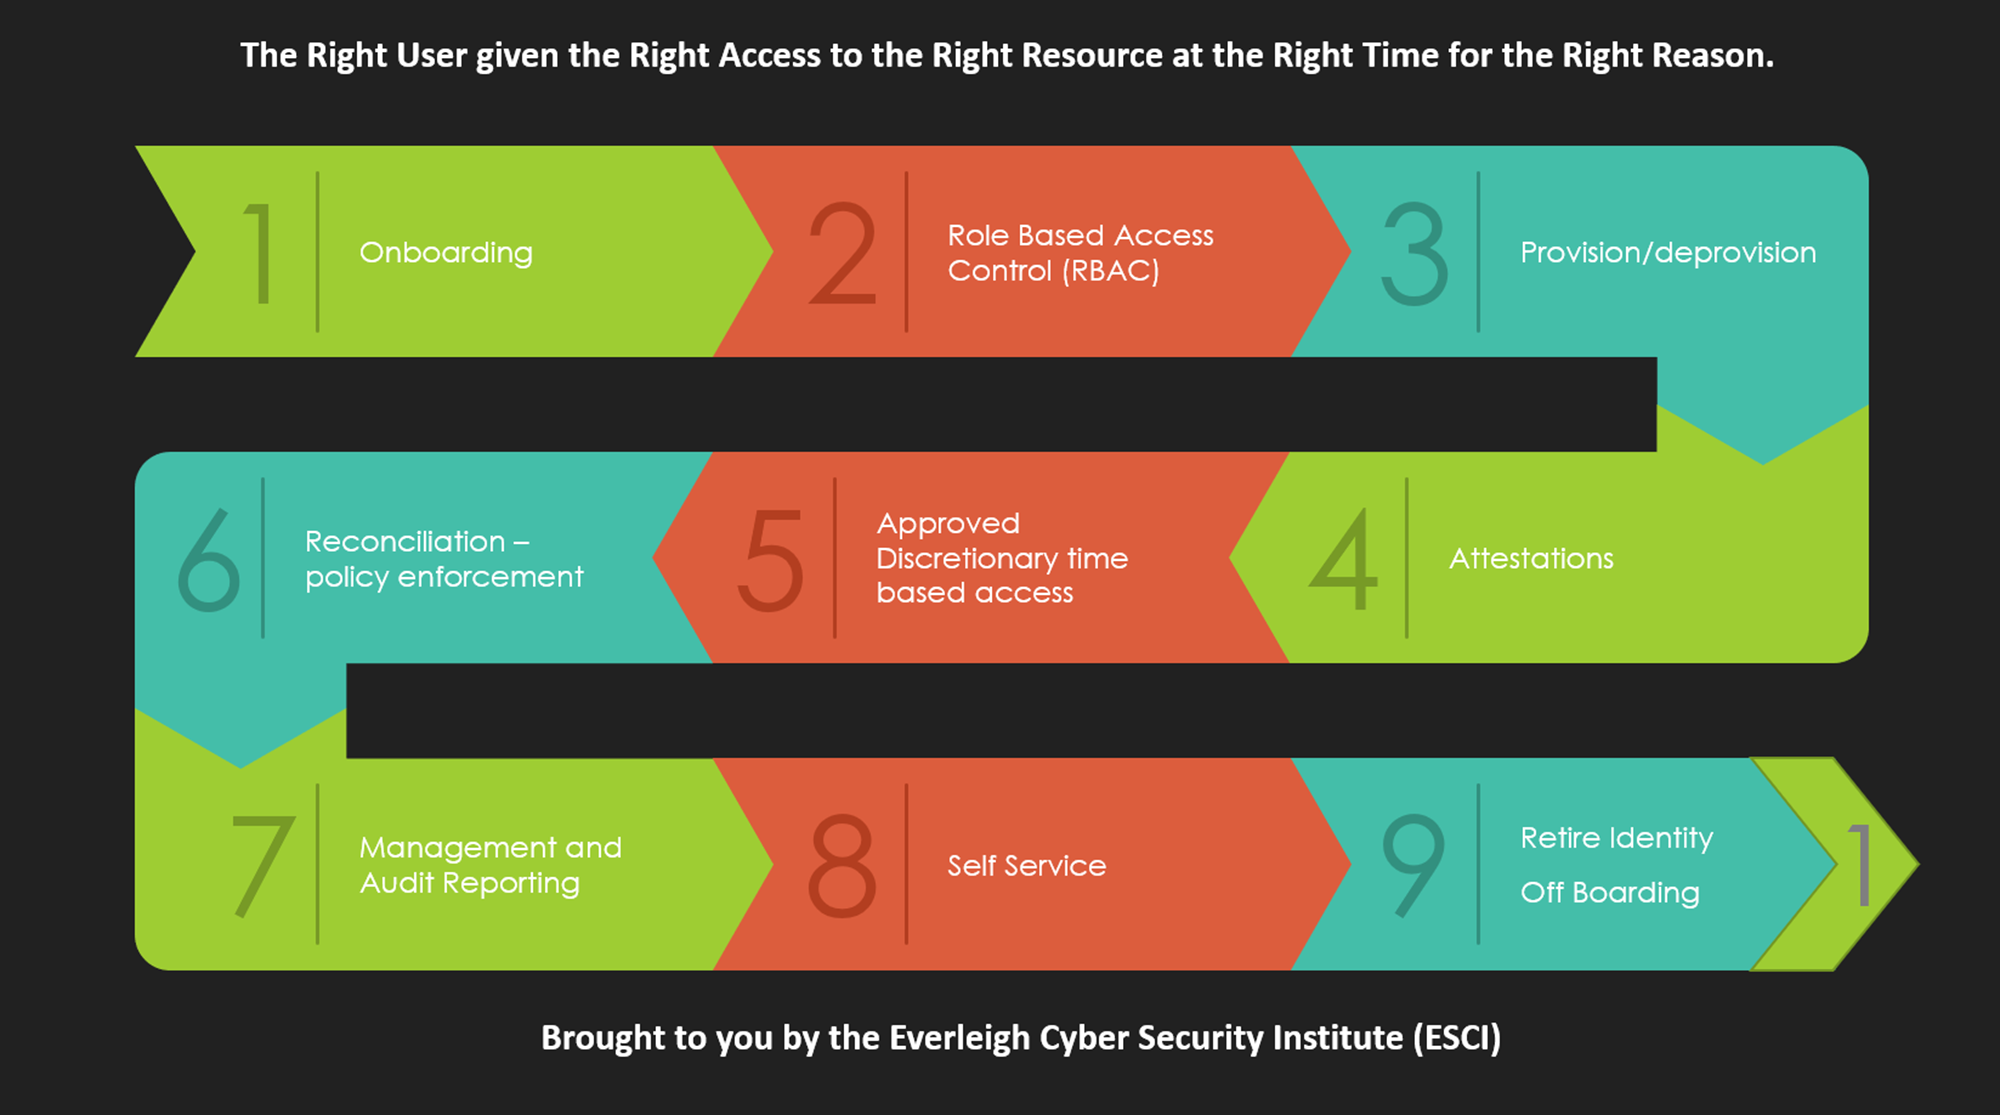 The Right User given the Right Access to the Right Resource at the Right Time for the Right Reason.
1
Onboarding
2
Role Based Access
Control (RBAC)
3
Provision/deprovision
4
Attestations
5
Approved
Discretionary time
based access
6
Reconciliation –
policy enforcement
7
Management and
Audit Reporting
8
Self Service
9
Retire Identity
Off Boarding
1
Brought to you by the Everleigh Cyber Security Institute (ESCI)